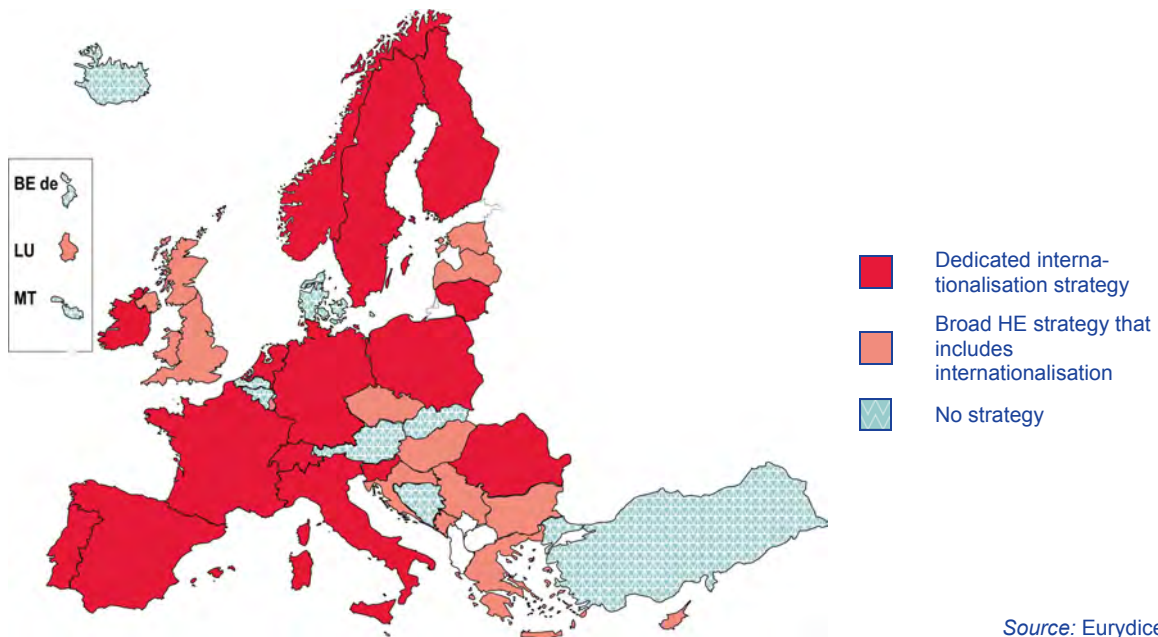 BE de
LU
MT
Dedicated interna-
tionalisation strategy
Broad HE strategy that
includes
internationalisation
No strategy
Source: Eurydice